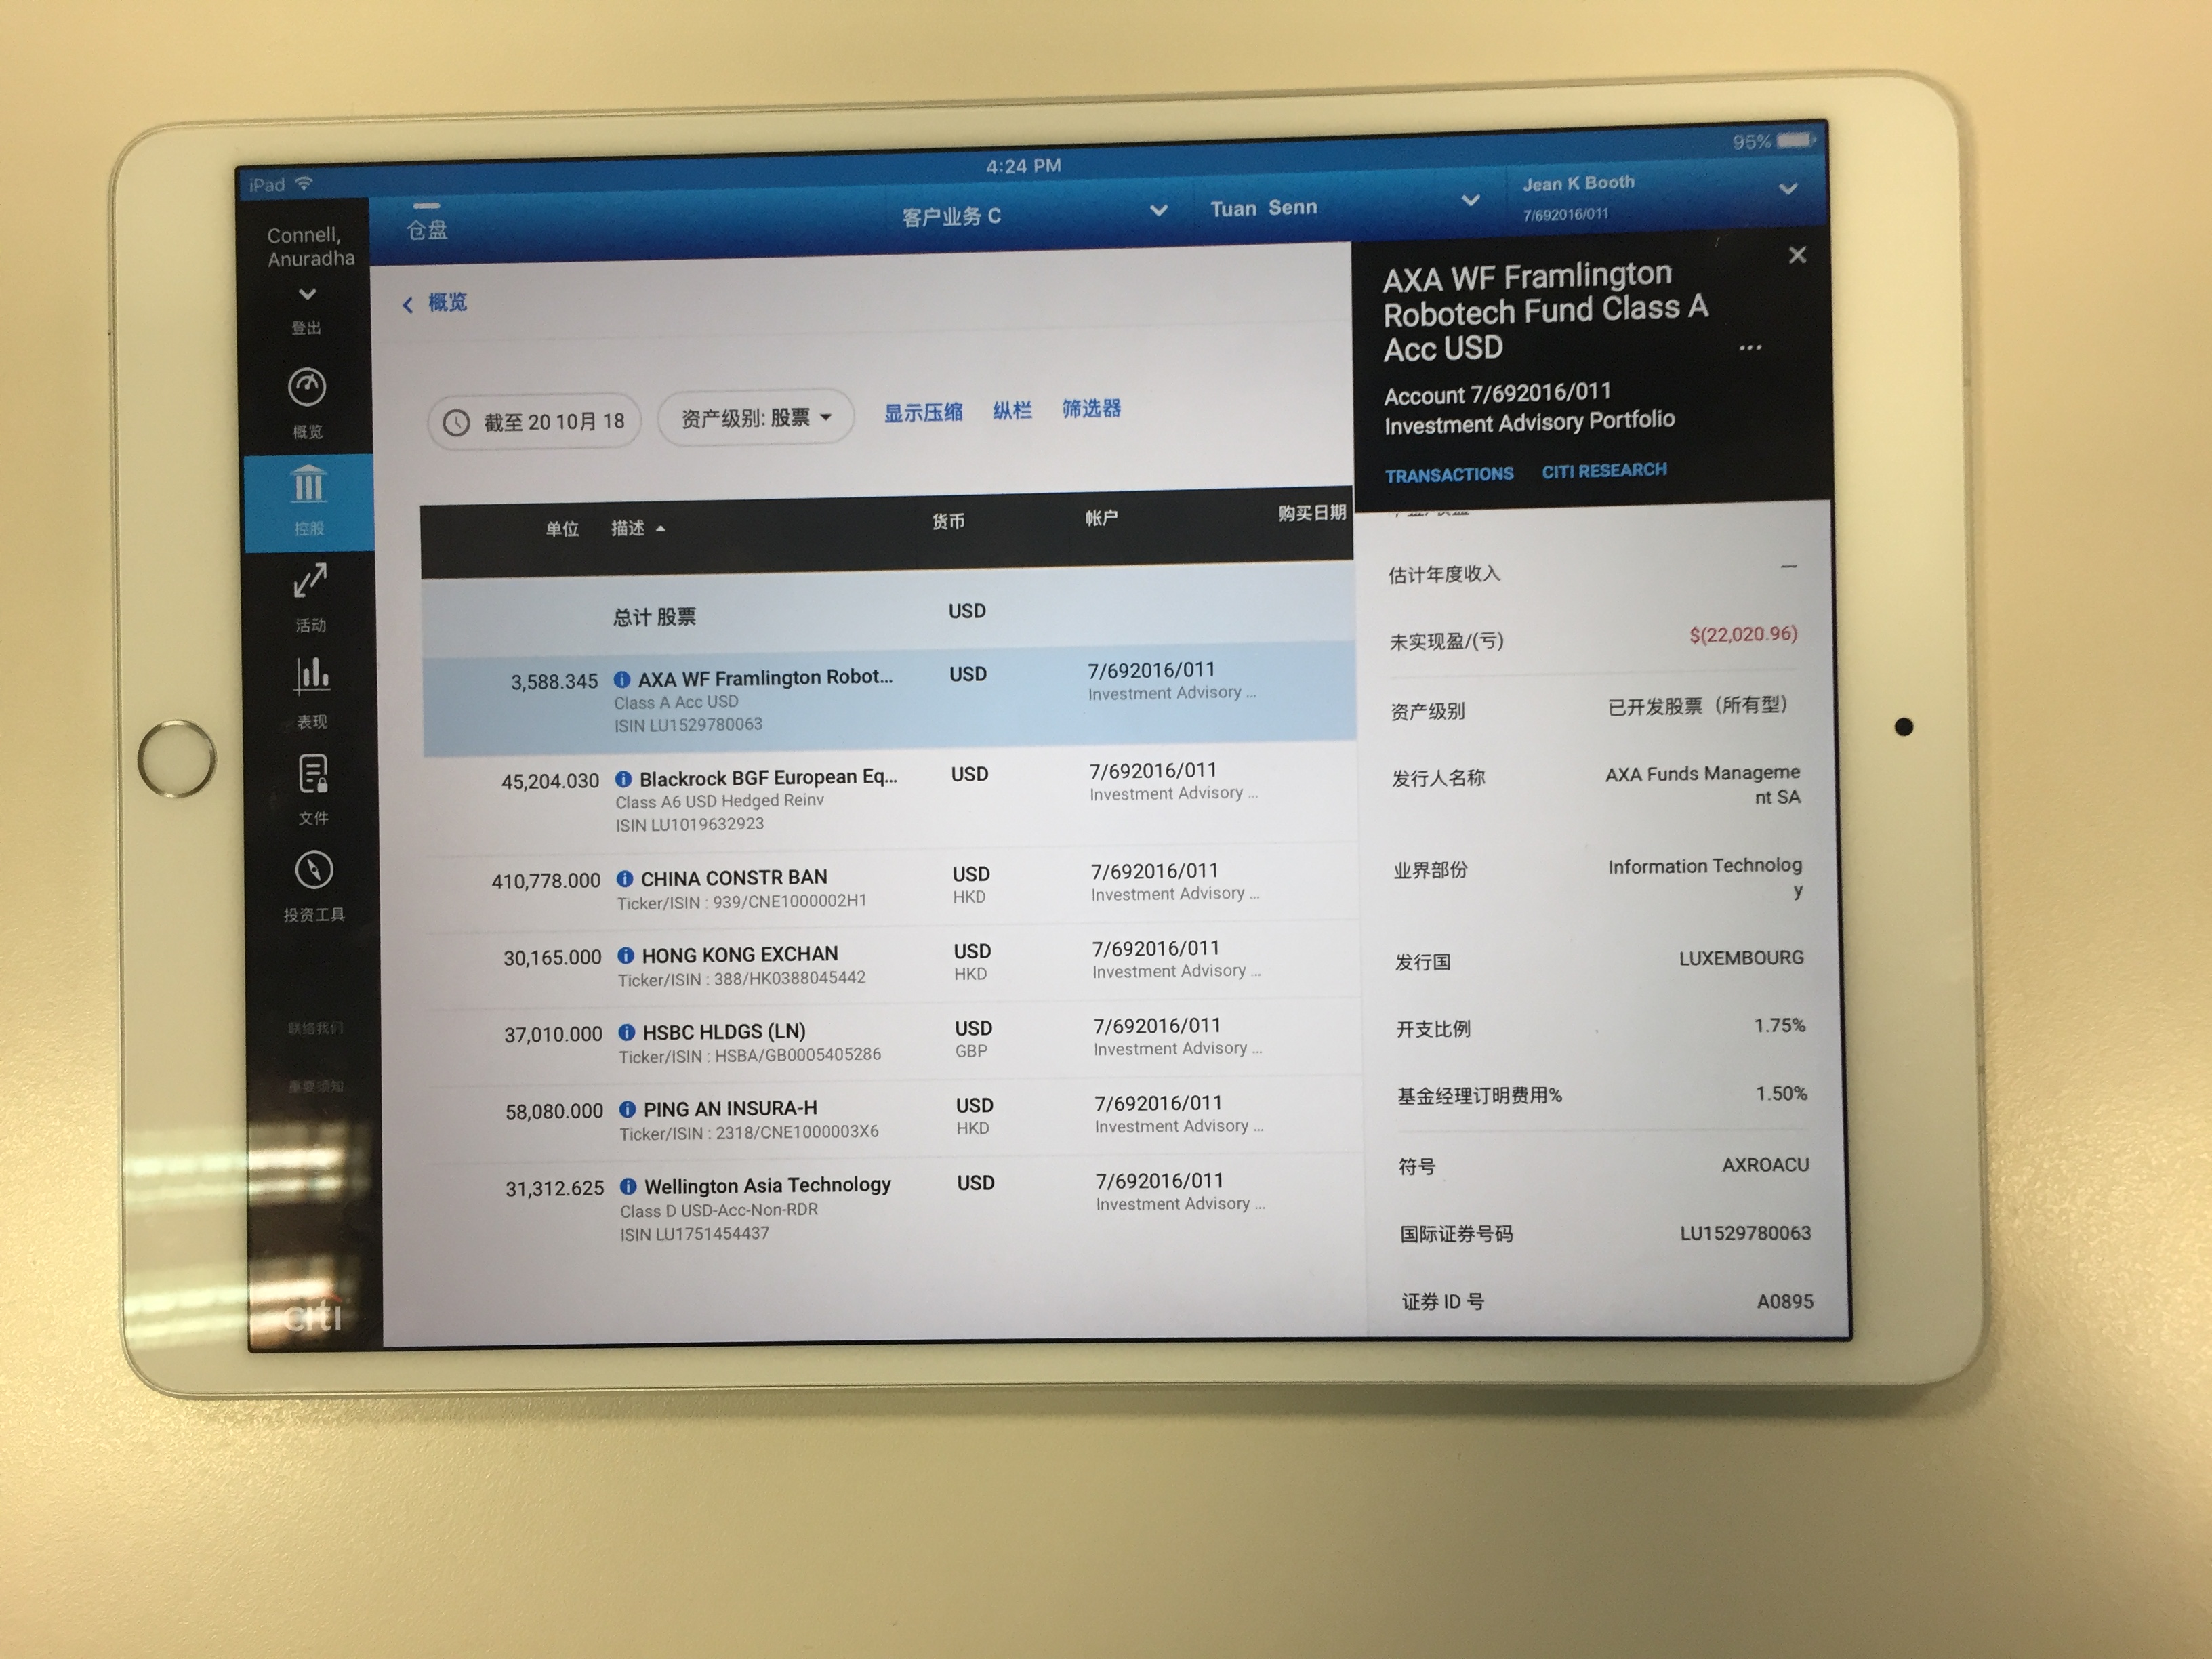 iPad
4:24 PM
95%
Connell,
Anuradha
登出
概览
控股
活动
表现
文件
投资工具
联络我们
重要须知
citi
仓盘
客户业务 C
Tuan Senn
Jean K Booth
7/692016/011
概览
截至 20 10月 18
资产级别: 股票
显示压缩
纵栏
筛选器
单位 描述 货币 帐户 购买日期
总计 股票 USD
3,588.345 AXA WF Framlington Robot... USD 7/692016/011
Class A Acc USD Investment Advisory ...
ISIN LU1529780063
45,204.030 Blackrock BGF European Eq... USD 7/692016/011
Class A6 USD Hedged Reinv Investment Advisory ...
ISIN LU1019632923
410,778.000 CHINA CONSTR BAN USD 7/692016/011
Ticker/ISIN : 939/CNE1000002H1 HKD Investment Advisory ...
30,165.000 HONG KONG EXCHAN USD 7/692016/011
Ticker/ISIN : 388/HK0388045442 HKD Investment Advisory ...
37,010.000 HSBC HLDGS (LN) USD 7/692016/011
Ticker/ISIN : HSBA/GB0005405286 GBP Investment Advisory ...
58,080.000 PING AN INSURA-H USD 7/692016/011
Ticker/ISIN : 2318/CNE1000003X6 HKD Investment Advisory ...
31,312.625 Wellington Asia Technology USD 7/692016/011
Class D USD-Acc-Non-RDR Investment Advisory ...
ISIN LU1751454437
AXA WF Framlington
Robotech Fund Class A
Acc USD
Account 7/692016/011
Investment Advisory Portfolio
TRANSACTIONS CITI RESEARCH
估计年度收入 –
未实现盈/(亏) $(22,020.96)
资产级别 已开发股票（所有型）
发行人名称 AXA Funds Manageme
nt SA
业界部份 Information Technolog
y
发行国 LUXEMBOURG
开支比例 1.75%
基金经理订明费用% 1.50%
符号 AXROACU
国际证券号码 LU1529780063
证券 ID 号 A0895